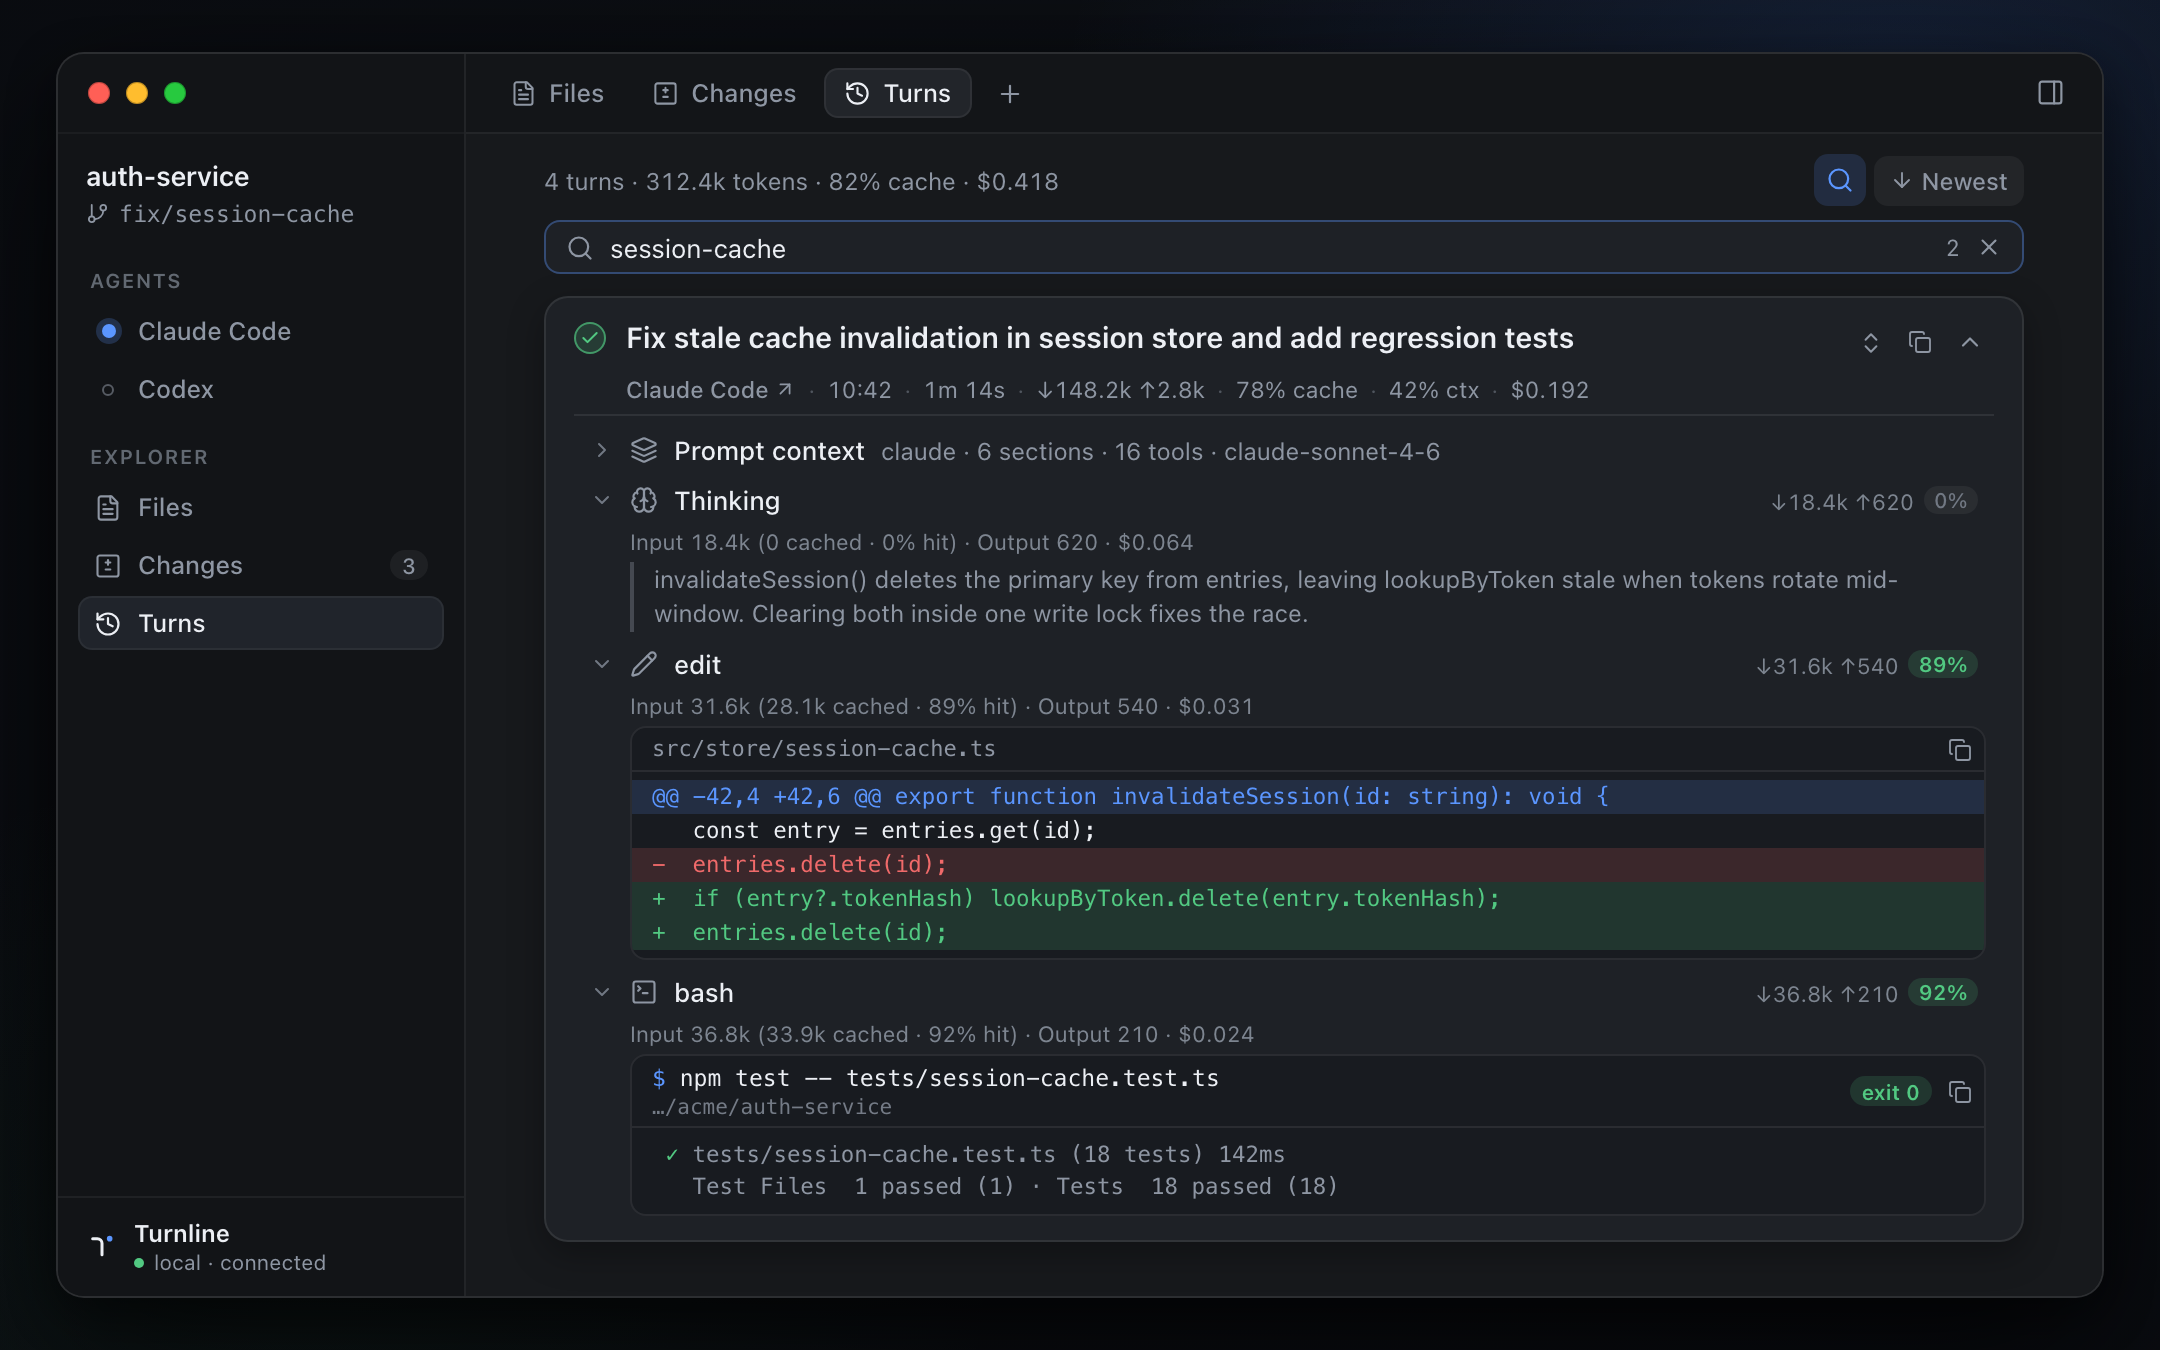 Files
Changes
Turns
auth-service
fix/session-cache
AGENTS
Claude Code
Codex
EXPLORER
Files
Changes 3
Turns
Turnline
local · connected
4 turns · 312.4k tokens · 82% cache · $0.418
↓ Newest
session-cache 2
Fix stale cache invalidation in session store and add regression tests
Claude Code ↗ · 10:42 · 1m 14s · ↓148.2k ↑2.8k · 78% cache · 42% ctx · $0.192
Prompt context claude · 6 sections · 16 tools · claude-sonnet-4-6
Thinking ↓18.4k ↑620 0%
Input 18.4k (0 cached · 0% hit) · Output 620 · $0.064
invalidateSession() deletes the primary key from entries, leaving lookupByToken stale when tokens rotate mid-
window. Clearing both inside one write lock fixes the race.
edit ↓31.6k ↑540 89%
Input 31.6k (28.1k cached · 89% hit) · Output 540 · $0.031
src/store/session-cache.ts
@@ -42,4 +42,6 @@ export function invalidateSession(id: string): void {
const entry = entries.get(id);
- entries.delete(id);
+ if (entry?.tokenHash) lookupByToken.delete(entry.tokenHash);
+ entries.delete(id);
bash ↓36.8k ↑210 92%
Input 36.8k (33.9k cached · 92% hit) · Output 210 · $0.024
$ npm test -- tests/session-cache.test.ts
…/acme/auth-service
exit 0
✓ tests/session-cache.test.ts (18 tests) 142ms
Test Files 1 passed (1) · Tests 18 passed (18)